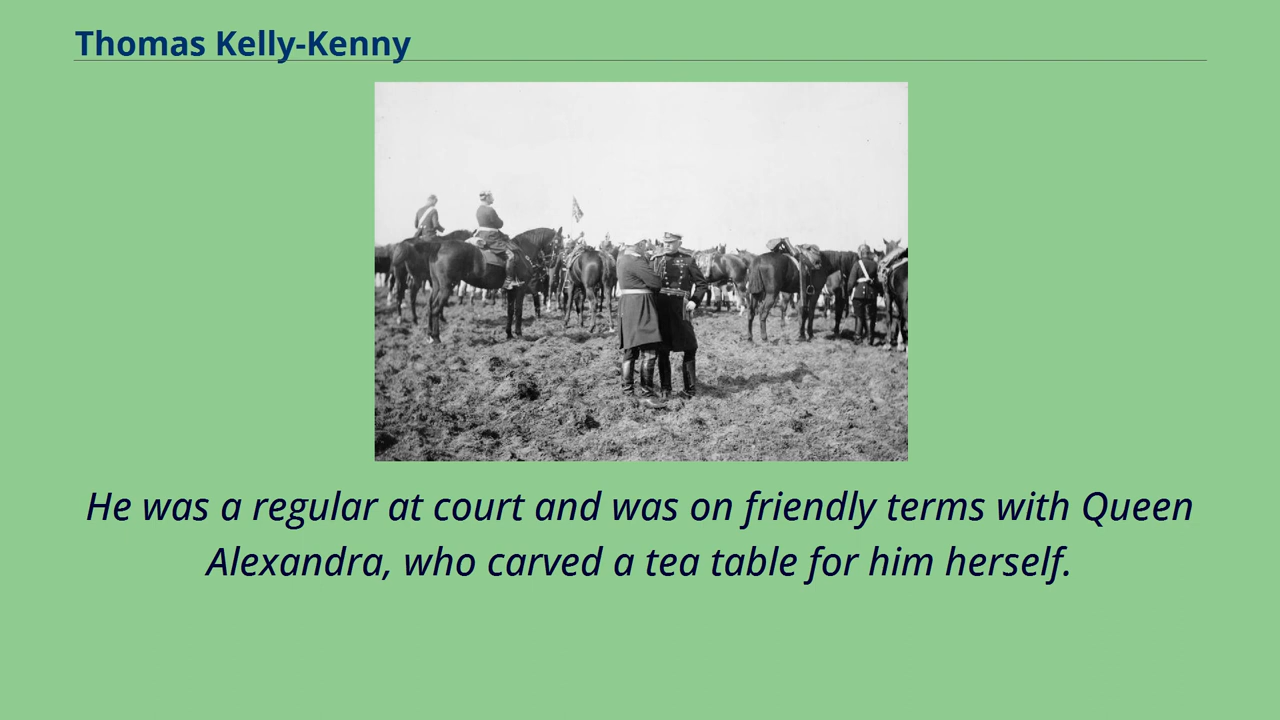 Thomas Kelly-Kenny
He was a regular at court and was on friendly terms with Queen
Alexandra, who carved a tea table for him herself.